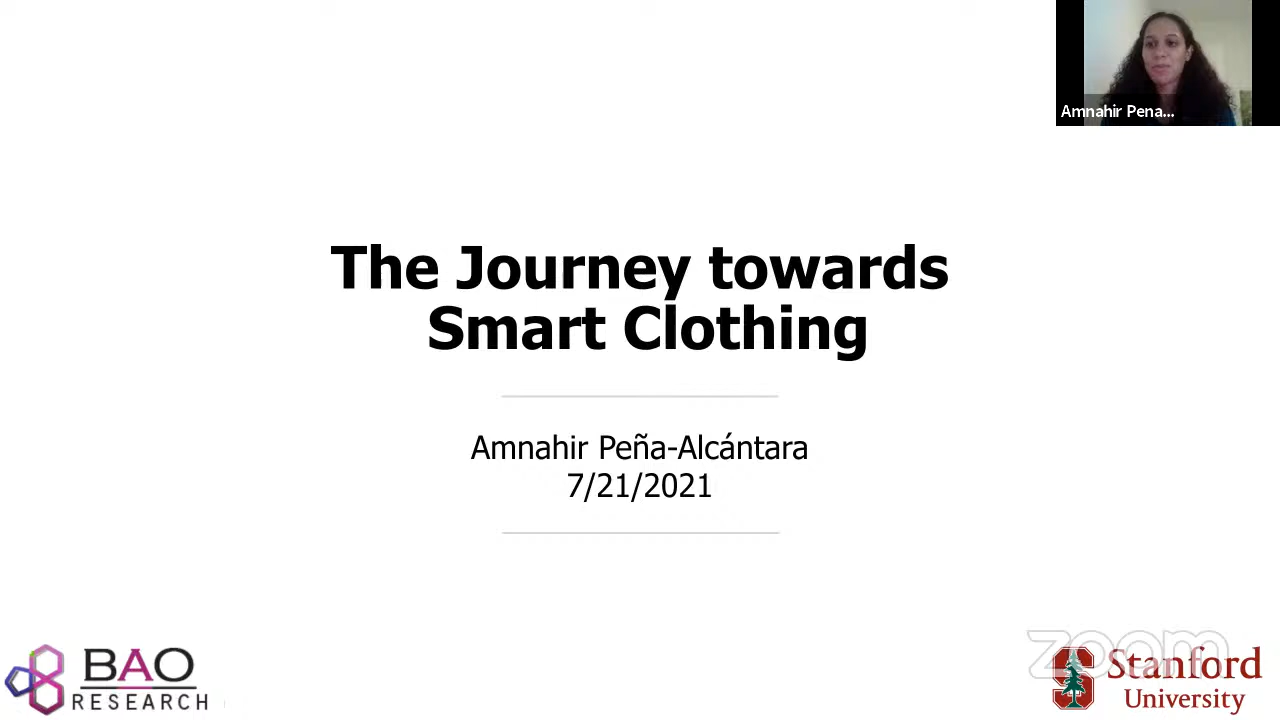 Amnahir Pena...
The Journey towards
Smart Clothing
Amnahir Peña-Alcántara
7/21/2021
BAO
RESEARCH
zoom
Stanford
University